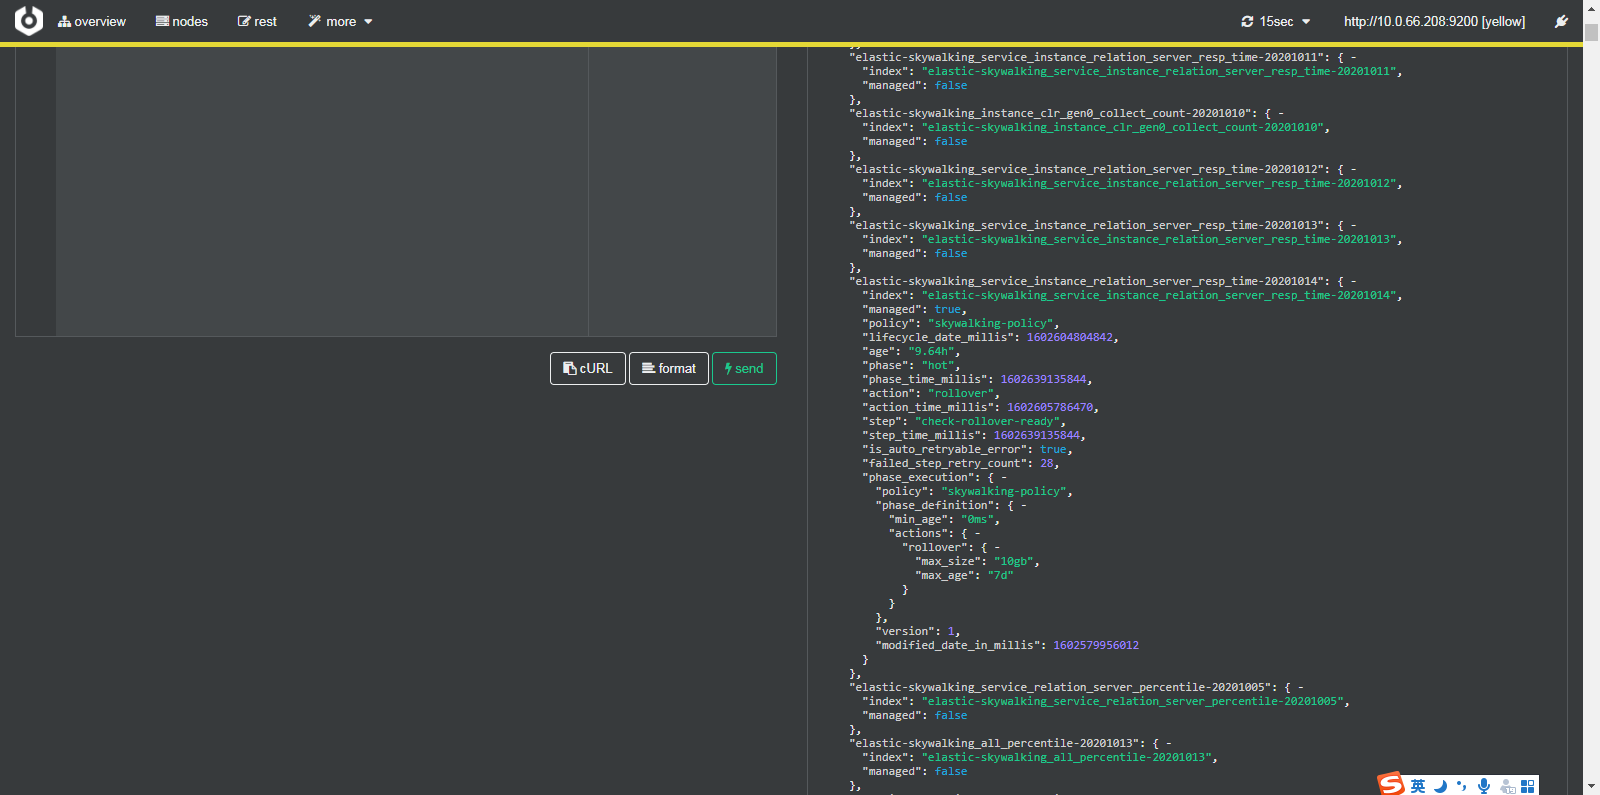 overview nodes rest more 15sec http://10.0.66.208:9200 [yellow]
"elastic-skywalking_service_instance_relation_server_resp_time-20201011": { -
"index": "elastic-skywalking_service_instance_relation_server_resp_time-20201011",
"managed": false
},
"elastic-skywalking_instance_clr_gen0_collect_count-20201010": { -
"index": "elastic-skywalking_instance_clr_gen0_collect_count-20201010",
"managed": false
},
"elastic-skywalking_service_instance_relation_server_resp_time-20201012": { -
"index": "elastic-skywalking_service_instance_relation_server_resp_time-20201012",
"managed": false
},
"elastic-skywalking_service_instance_relation_server_resp_time-20201013": { -
"index": "elastic-skywalking_service_instance_relation_server_resp_time-20201013",
"managed": false
},
"elastic-skywalking_service_instance_relation_server_resp_time-20201014": { -
"index": "elastic-skywalking_service_instance_relation_server_resp_time-20201014",
"managed": true,
"policy": "skywalking-policy",
"lifecycle_date_millis": 1602604804842,
"age": "9.64h",
"phase": "hot",
"phase_time_millis": 1602639135844,
"action": "rollover",
"action_time_millis": 1602605786470,
"step": "check-rollover-ready",
"step_time_millis": 1602639135844,
"is_auto_retryable_error": true,
"failed_step_retry_count": 28,
"phase_execution": { -
"policy": "skywalking-policy",
"phase_definition": { -
"min_age": "0ms",
"actions": { -
"rollover": { -
"max_size": "10gb",
"max_age": "7d"
}
}
},
"version": 1,
"modified_date_in_millis": 1602579956012
}
},
"elastic-skywalking_service_relation_server_percentile-20201005": { -
"index": "elastic-skywalking_service_relation_server_percentile-20201005",
"managed": false
},
"elastic-skywalking_all_percentile-20201013": { -
"index": "elastic-skywalking_all_percentile-20201013",
"managed": false
},
cURL format send
S 英